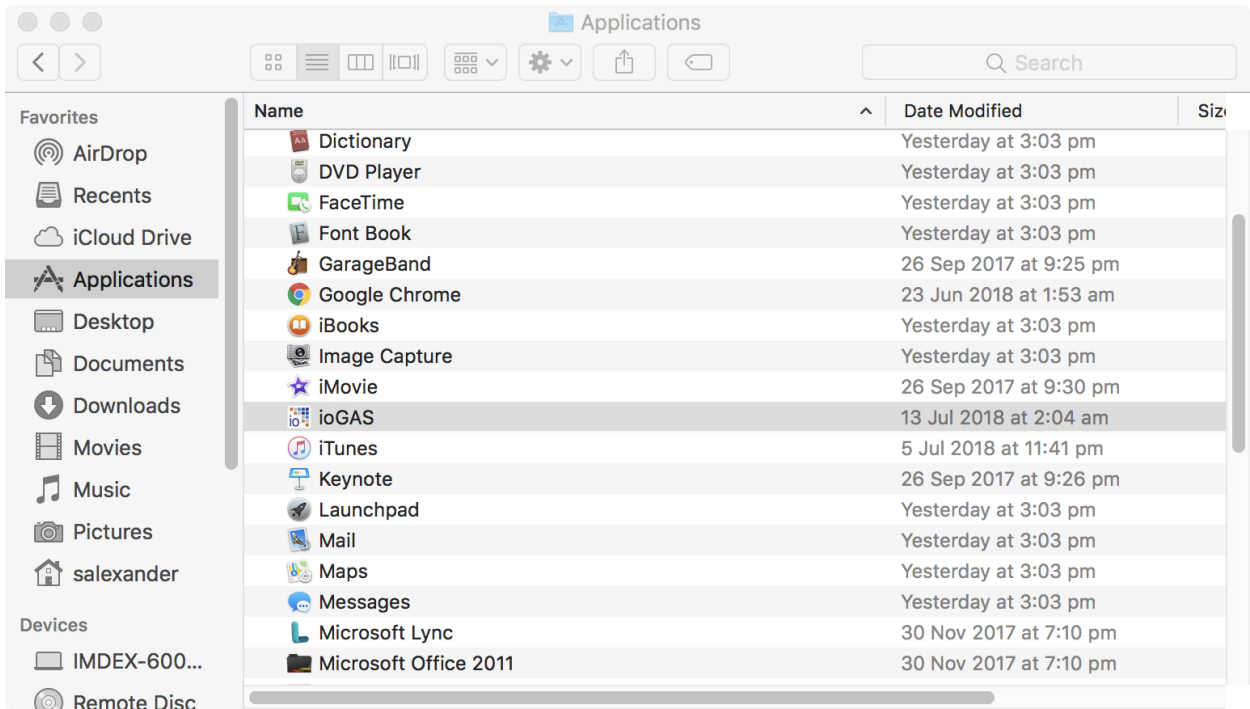 Applications
Search
Favorites
AirDrop
Recents
iCloud Drive
Applications
Desktop
Documents
Downloads
Movies
Music
Pictures
salexander
Devices
IMDEX-600...
Remote Disc
Name Date Modified Size
Dictionary Yesterday at 3:03 pm
DVD Player Yesterday at 3:03 pm
FaceTime Yesterday at 3:03 pm
Font Book Yesterday at 3:03 pm
GarageBand 26 Sep 2017 at 9:25 pm
Google Chrome 23 Jun 2018 at 1:53 am
iBooks Yesterday at 3:03 pm
Image Capture Yesterday at 3:03 pm
iMovie 26 Sep 2017 at 9:30 pm
ioGAS 13 Jul 2018 at 2:04 am
iTunes 5 Jul 2018 at 11:41 pm
Keynote 26 Sep 2017 at 9:26 pm
Launchpad Yesterday at 3:03 pm
Mail Yesterday at 3:03 pm
Maps Yesterday at 3:03 pm
Messages Yesterday at 3:03 pm
Microsoft Lync 30 Nov 2017 at 7:10 pm
Microsoft Office 2011 30 Nov 2017 at 7:10 pm